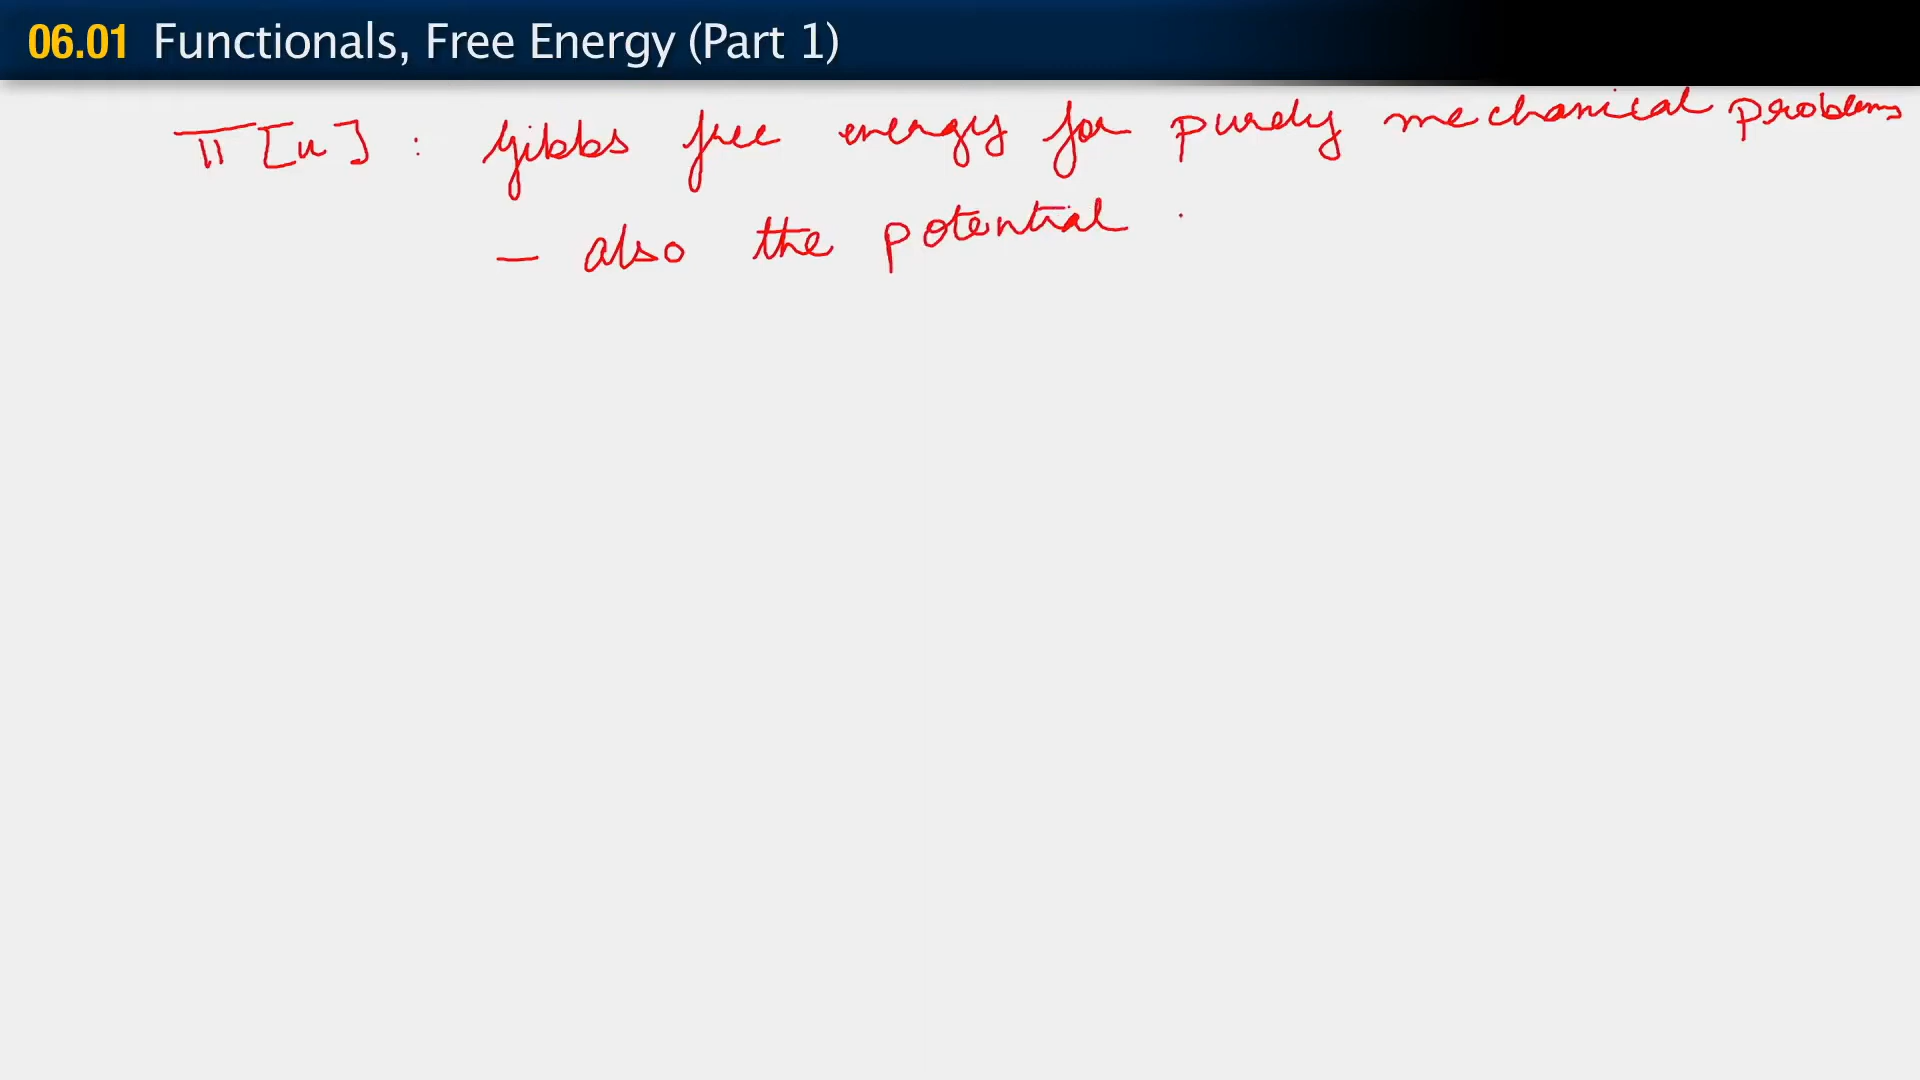 06.01 Functionals, Free Energy (Part 1)
Π[u] : Gibbs free energy for purely mechanical problems
- also the potential